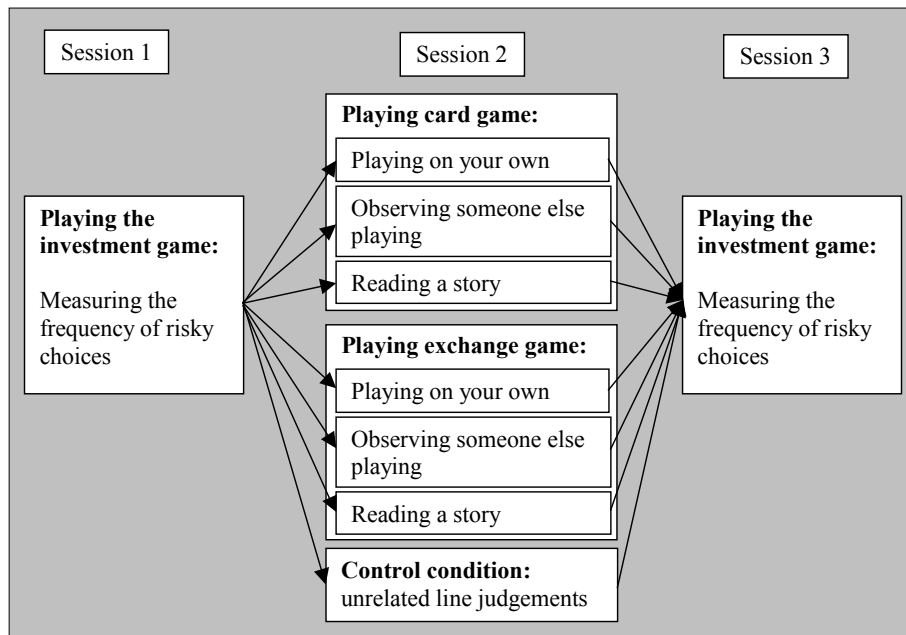 Session 1
Session 2
Session 3
Playing the
investment game:
Measuring the
frequency of risky
choices
Playing card game:
Playing on your own
Observing someone else
playing
Reading a story
Playing exchange game:
Playing on your own
Observing someone else
playing
Reading a story
Control condition:
unrelated line judgements
Playing the
investment game:
Measuring the
frequency of risky
choices